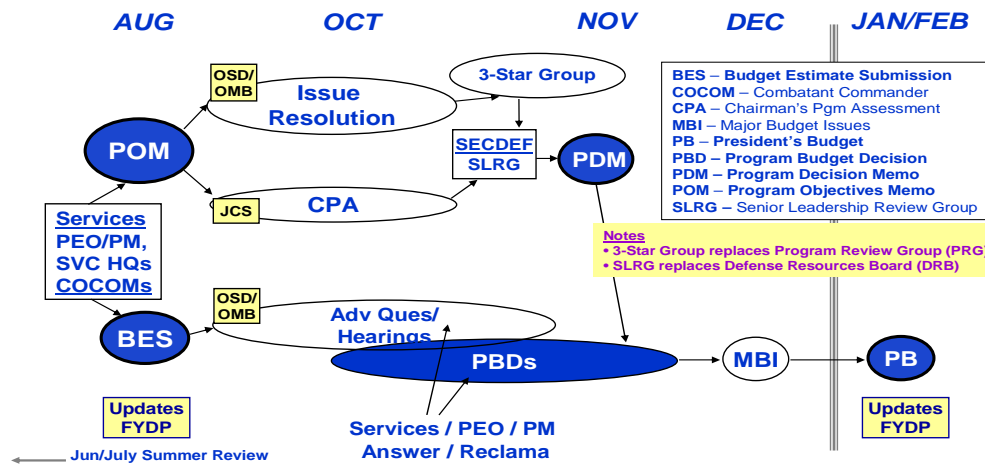 AUG OCT NOV DEC JAN/FEB
OSD/
OMB
Issue
Resolution
3-Star Group
POM
SECDEF
SLRG
PDM
JCS
CPA
BES – Budget Estimate Submission
COCOM – Combatant Commander
CPA – Chairman's Pgm Assessment
MBI – Major Budget Issues
PB – President's Budget
PBD – Program Budget Decision
PDM – Program Decision Memo
POM – Program Objectives Memo
SLRG – Senior Leadership Review Group
Services
PEO/PM,
SVC HQs
COCOMs
Notes
• 3-Star Group replaces Program Review Group (PRG)
• SLRG replaces Defense Resources Board (DRB)
OSD/
OMB
BES
Adv Ques/
Hearings
PBDs
MBI
PB
Updates
FYDP
Services / PEO / PM
Answer / Reclama
Updates
FYDP
Jun/July Summer Review